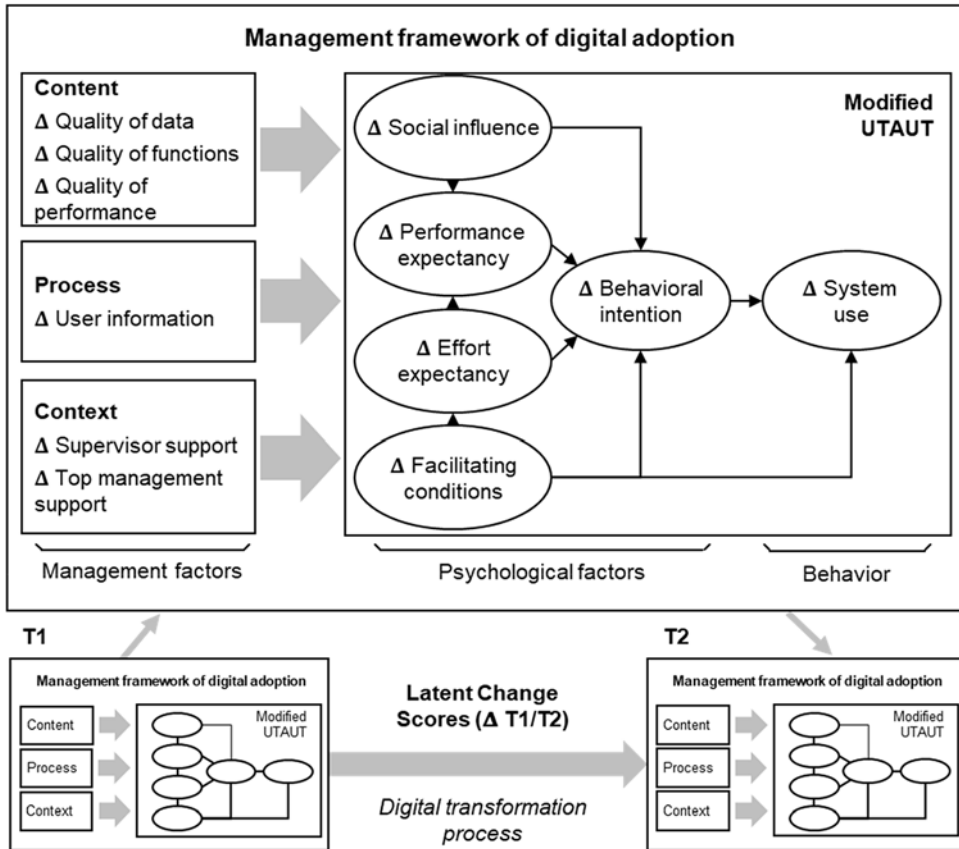 Management framework of digital adoption
Content
Δ Quality of data
Δ Quality of functions
Δ Quality of
performance
Process
Δ User information
Context
Δ Supervisor support
Δ Top management
support
Modified
UTAUT
Δ Social influence
Δ Performance
expectancy
Δ Effort
expectancy
Δ Facilitating
conditions
Δ Behavioral
intention
Δ System
use
Management factors
Psychological factors
Behavior
T1
Management framework of digital adoption
Content
Process
Context
Modified
UTAUT
Latent Change
Scores (Δ T1/T2)
Digital transformation
process
T2
Management framework of digital adoption
Content
Process
Context
Modified
UTAUT